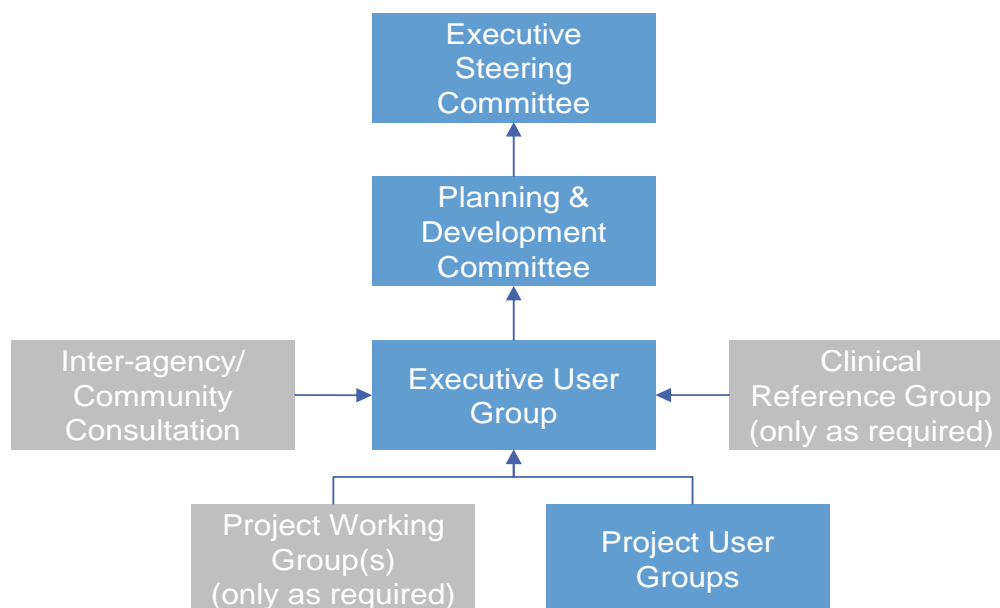 Executive
Steering
Committee
Planning &
Development
Committee
Inter-agency/
Community
Consultation
Executive User
Group
Clinical
Reference Group
(only as required)
Project Working
Group(s)
(only as required)
Project User
Groups